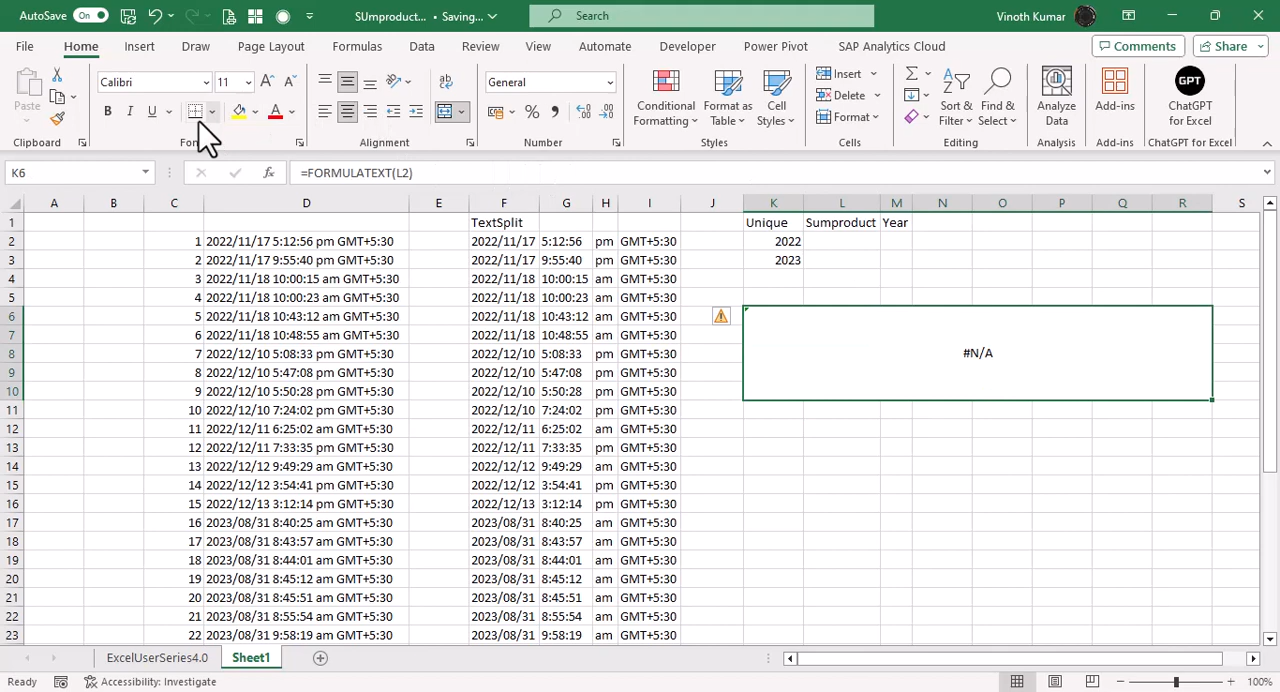 AutoSave On SUmproduct... • Saving... Search Vinoth Kumar
File Home Insert Draw Page Layout Formulas Data Review View Automate Developer Power Pivot SAP Analytics Cloud Comments Share
Paste Calibri 11 A A ab General Conditional Formatting Format as Table Cell Styles Insert Delete Format Sort & Filter Find & Select Analyze Data Add-ins GPT ChatGPT for Excel
B I U A %
Clipboard Alignment Number Styles Cells Editing Analysis Add-ins ChatGPT for Excel
K6 fx =FORMULATEXT(L2)
A B C D E F G H I J K L M N O P Q R S
1 TextSplit Unique Sumproduct Year
2 1 2022/11/17 5:12:56 pm GMT+5:30 2022/11/17 5:12:56 pm GMT+5:30 2022
3 2 2022/11/17 9:55:40 pm GMT+5:30 2022/11/17 9:55:40 pm GMT+5:30 2023
4 3 2022/11/18 10:00:15 am GMT+5:30 2022/11/18 10:00:15 am GMT+5:30
5 4 2022/11/18 10:00:23 am GMT+5:30 2022/11/18 10:00:23 am GMT+5:30
6 5 2022/11/18 10:43:12 am GMT+5:30 2022/11/18 10:43:12 am GMT+5:30
7 6 2022/11/18 10:48:55 am GMT+5:30 2022/11/18 10:48:55 am GMT+5:30
8 7 2022/12/10 5:08:33 pm GMT+5:30 2022/12/10 5:08:33 pm GMT+5:30 #N/A
9 8 2022/12/10 5:47:08 pm GMT+5:30 2022/12/10 5:47:08 pm GMT+5:30
10 9 2022/12/10 5:50:28 pm GMT+5:30 2022/12/10 5:50:28 pm GMT+5:30
11 10 2022/12/10 7:24:02 pm GMT+5:30 2022/12/10 7:24:02 pm GMT+5:30
12 11 2022/12/11 6:25:02 am GMT+5:30 2022/12/11 6:25:02 am GMT+5:30
13 12 2022/12/11 7:33:35 pm GMT+5:30 2022/12/11 7:33:35 pm GMT+5:30
14 13 2022/12/12 9:49:29 am GMT+5:30 2022/12/12 9:49:29 am GMT+5:30
15 14 2022/12/12 3:54:41 pm GMT+5:30 2022/12/12 3:54:41 pm GMT+5:30
16 15 2022/12/13 3:12:14 pm GMT+5:30 2022/12/13 3:12:14 pm GMT+5:30
17 16 2023/08/31 8:40:25 am GMT+5:30 2023/08/31 8:40:25 am GMT+5:30
18 17 2023/08/31 8:43:57 am GMT+5:30 2023/08/31 8:43:57 am GMT+5:30
19 18 2023/08/31 8:44:01 am GMT+5:30 2023/08/31 8:44:01 am GMT+5:30
20 19 2023/08/31 8:45:12 am GMT+5:30 2023/08/31 8:45:12 am GMT+5:30
21 20 2023/08/31 8:45:51 am GMT+5:30 2023/08/31 8:45:51 am GMT+5:30
22 21 2023/08/31 8:55:54 am GMT+5:30 2023/08/31 8:55:54 am GMT+5:30
23 22 2023/08/31 9:58:19 am GMT+5:30 2023/08/31 9:58:19 am GMT+5:30
ExcelUserSeries4.0 Sheet1
Ready Accessibility: Investigate 100%